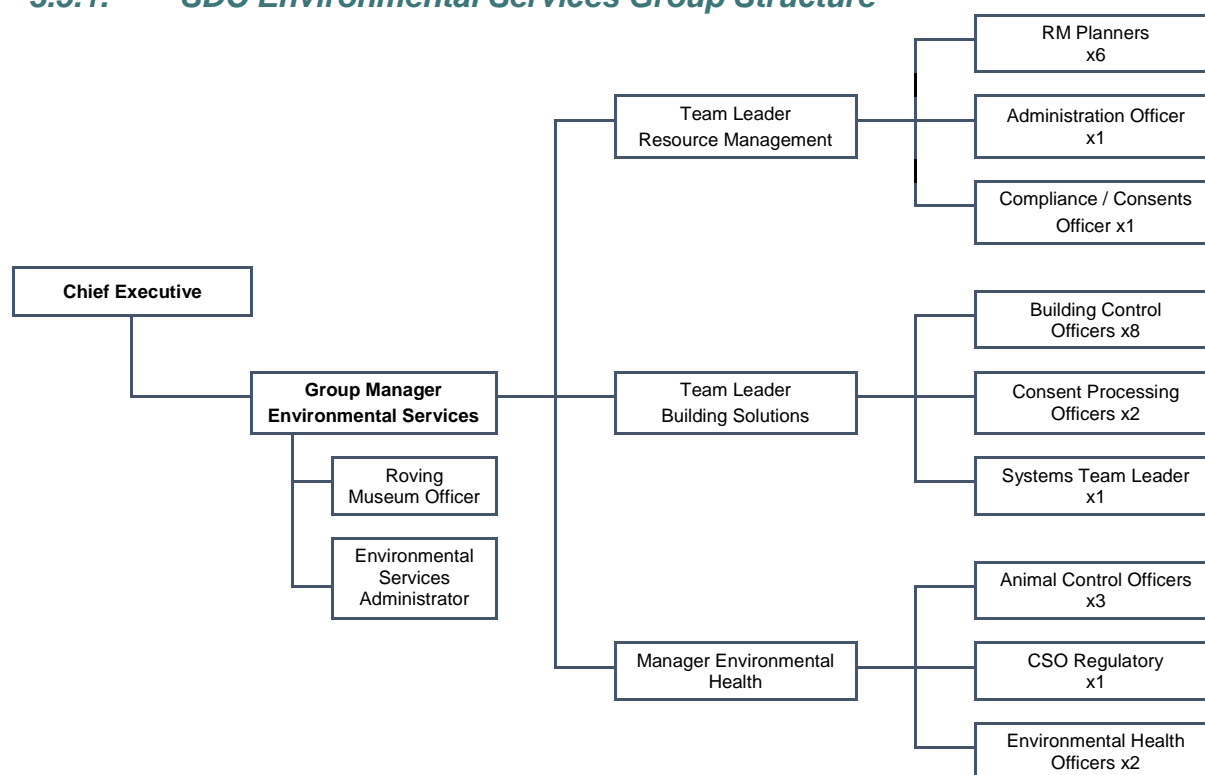 3.3.1. SDC Environmental Services Group Structure
RM Planners
x6
Team Leader
Resource Management
Administration Officer
x1
Compliance / Consents
Officer x1
Chief Executive
Building Control
Officers x8
Group Manager
Environmental Services
Team Leader
Building Solutions
Consent Processing
Officers x2
Roving
Museum Officer
Systems Team Leader
x1
Environmental
Services
Administrator
Animal Control Officers
x3
Manager Environmental
Health
CSO Regulatory
x1
Environmental Health
Officers x2